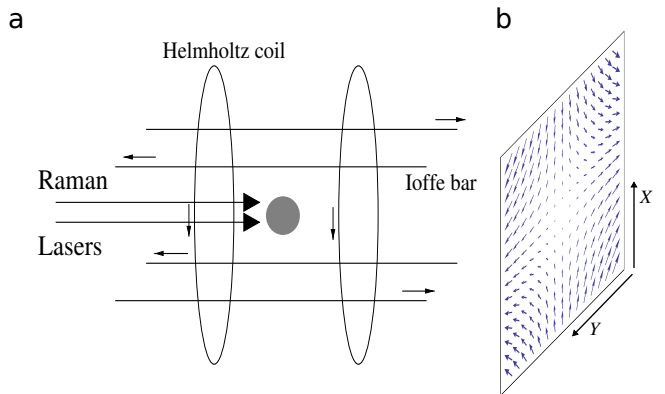 a
b
Helmholtz coil
Raman
Ioffe bar
Lasers
X
Y